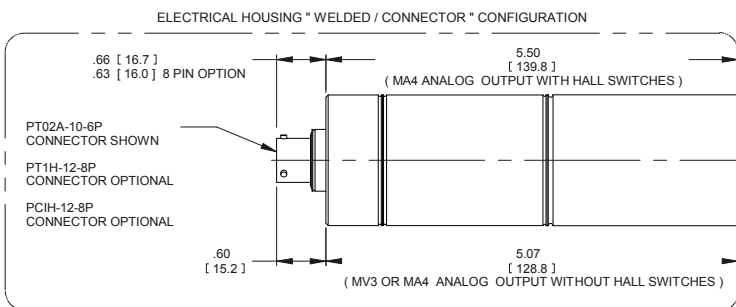 ELECTRICAL HOUSING " WELDED / CONNECTOR " CONFIGURATION
.66 [ 16.7 ]
.63 [ 16.0 ] 8 PIN OPTION
5.50
[ 139.8 ]
( MA4 ANALOG OUTPUT WITH HALL SWITCHES )
PT02A-10-6P
CONNECTOR SHOWN
PT1H-12-8P
CONNECTOR OPTIONAL
PCIH-12-8P
CONNECTOR OPTIONAL
.60
[ 15.2 ]
5.07
[ 128.8 ]
( MV3 OR MA4 ANALOG OUTPUT WITHOUT HALL SWITCHES )